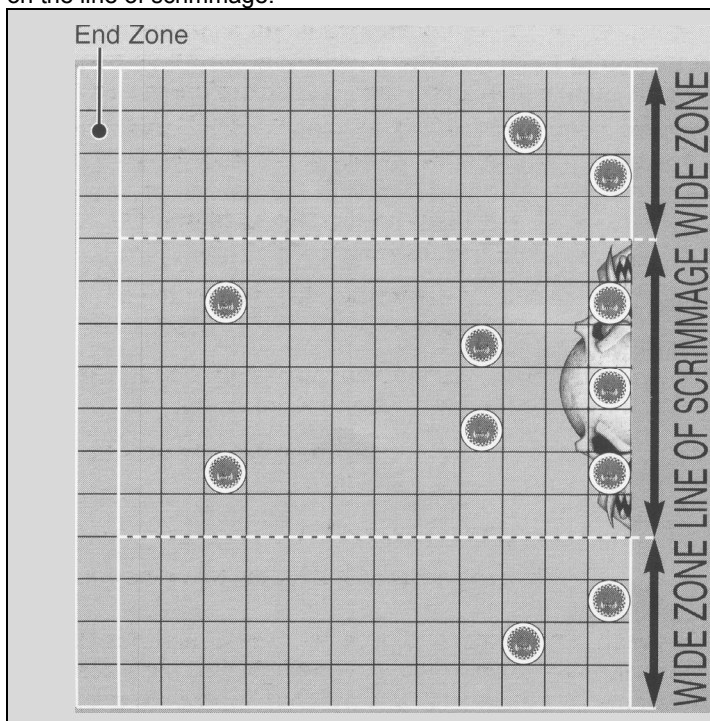 on the line of scrimmage.
End Zone
WIDE ZONE
LINE OF SCRIMMAGE
WIDE ZONE